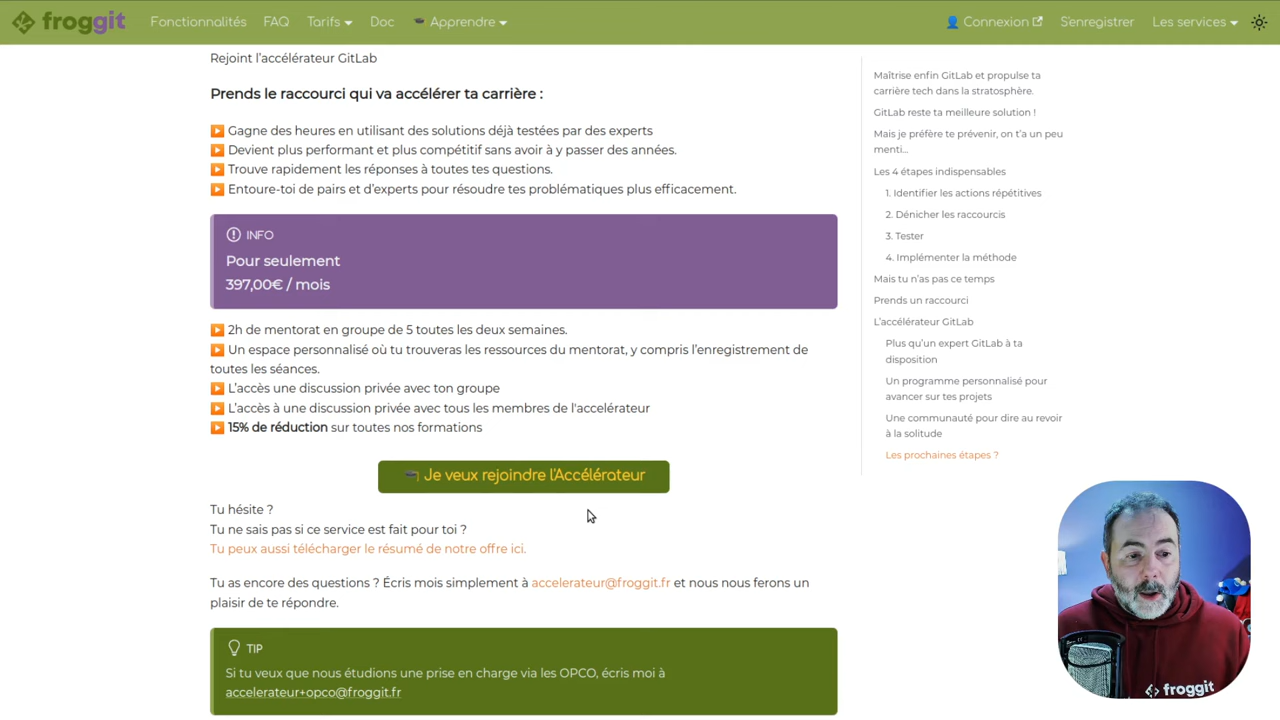 froggit
Fonctionnalités FAQ Tarifs Doc Apprendre Connexion S'enregistrer Les services
Rejoint l'accélérateur GitLab
Prends le raccourci qui va accélérer ta carrière :
Gagne des heures en utilisant des solutions déjà testées par des experts
Devient plus performant et plus compétitif sans avoir à y passer des années.
Trouve rapidement les réponses à toutes tes questions.
Entoure-toi de pairs et d'experts pour résoudre tes problématiques plus efficacement.
INFO
Pour seulement
397,00€ / mois
2h de mentorat en groupe de 5 toutes les deux semaines.
Un espace personnalisé où tu trouveras les ressources du mentorat, y compris l'enregistrement de
toutes les séances.
L'accès une discussion privée avec ton groupe
L'accès à une discussion privée avec tous les membres de l'accelérateur
15% de réduction sur toutes nos formations
Je veux rejoindre l'Accélérateur
Tu hésite ?
Tu ne sais pas si ce service est fait pour toi ?
Tu peux aussi télécharger le résumé de notre offre ici.
Tu as encore des questions ? Écris mois simplement à accelerateur@froggit.fr et nous nous ferons un
plaisir de te répondre.
TIP
Si tu veux que nous étudions une prise en charge via les OPCO, écris moi à
accelerateur+opco@froggit.fr
Maîtrise enfin GitLab et propulse ta
carrière tech dans la stratosphère.
GitLab reste ta meilleure solution !
Mais je préfère te prévenir, on t'a un peu
menti...
Les 4 étapes indispensables
1. Identifier les actions répétitives
2. Dénicher les raccourcis
3. Tester
4. Implémenter la méthode
Mais tu n'as pas ce temps
Prends un raccourci
L'accélérateur GitLab
Plus qu'un expert GitLab à ta
disposition
Un programme personnalisé pour
avancer sur tes projets
Une communauté pour dire au revoir
à la solitude
Les prochaines étapes ?
froggit